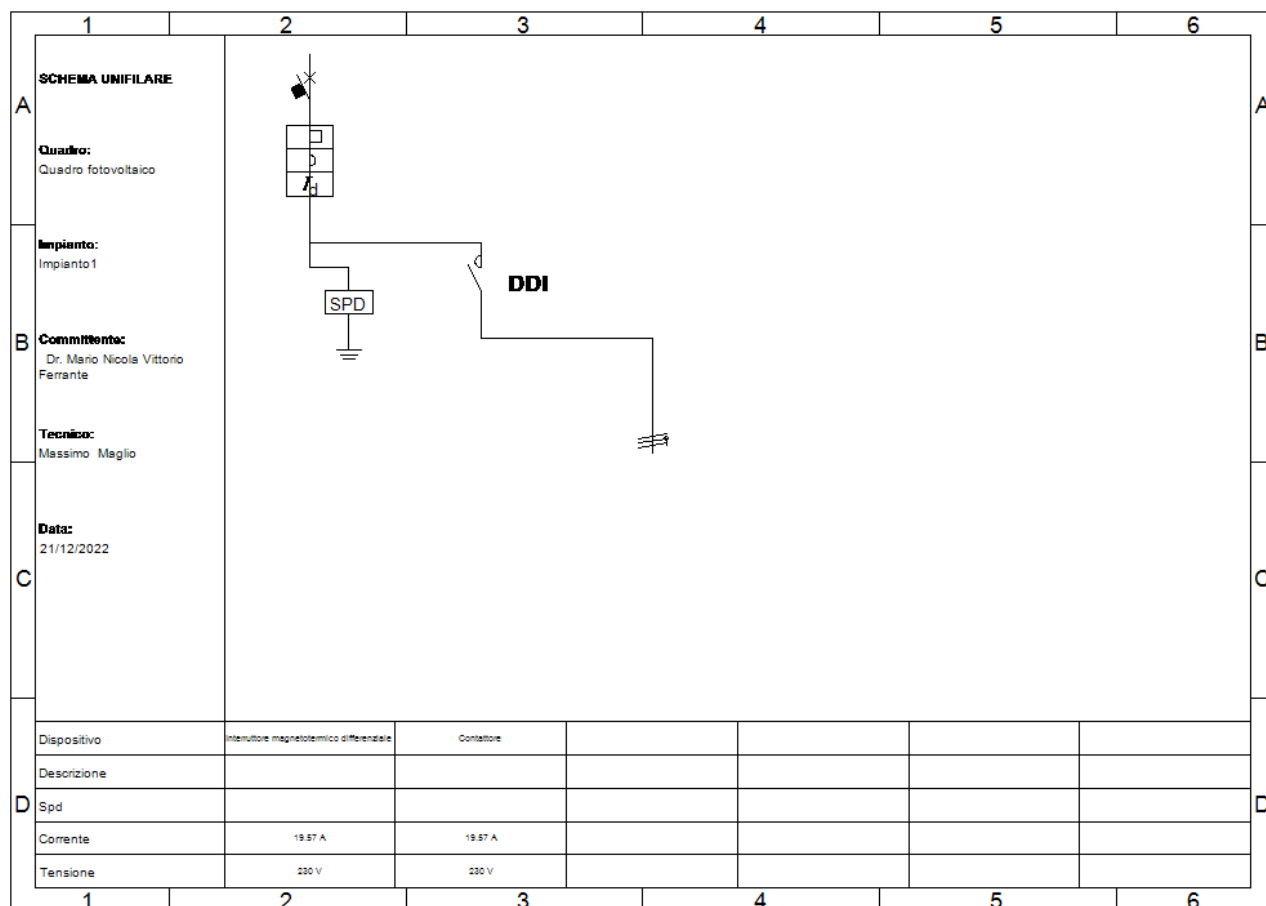 1 2 3 4 5 6
SCHEMA UNIFILARE
A A
Quadro:
Quadro fotovoltaico
d
Impianto:
Impianto1
DDI
SPD
B B
Committente:
Dr. Mario Nicola Vittorio
Ferrante
Tecnico:
Massimo Maglio
Data:
21/12/2022
C C
Dispositivo Interruttore magnetotermico differenziale Contattore
Descrizione
D Spd D
Corrente 19.57 A 19.57 A
Tensione 230 V 230 V
1 2 3 4 5 6